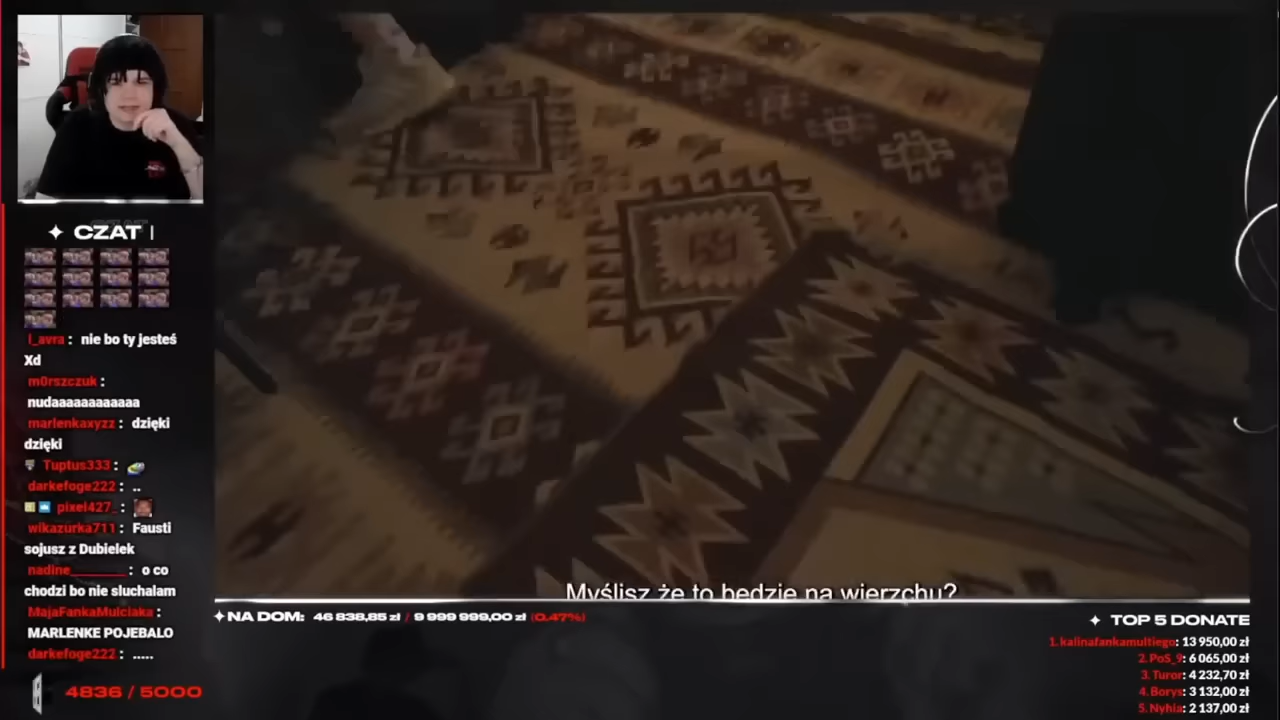 CZAT
l_avra: nie bo ty jesteś
Xd
m0rszczuk:
nudaaaaaaaaaaaa
marlenkaxyzz: dzięki
dzięki
Tuptus333:
darkefoge222: ..
pixel427_:
wikazurka711: Fausti
sojusz z Dubielek
nadine________: o co
chodzi bo nie sluchalam
MajaFankaMulciaka:
MARLENKE POJEBALO
darkefoge222: .....
4836 / 5000
Myślisz że to będzie na wierzchu?
NA DOM: 46 838,85 zł / 9 999 999,00 zł (0.47%)
TOP 5 DONATE
1. kalinafankamultiego: 13 950,00 zł
2. PoS_9: 6 065,00 zł
3. Turor: 4 232,70 zł
4. Borys: 3 132,00 zł
5. Nyhia: 2 137,00 zł